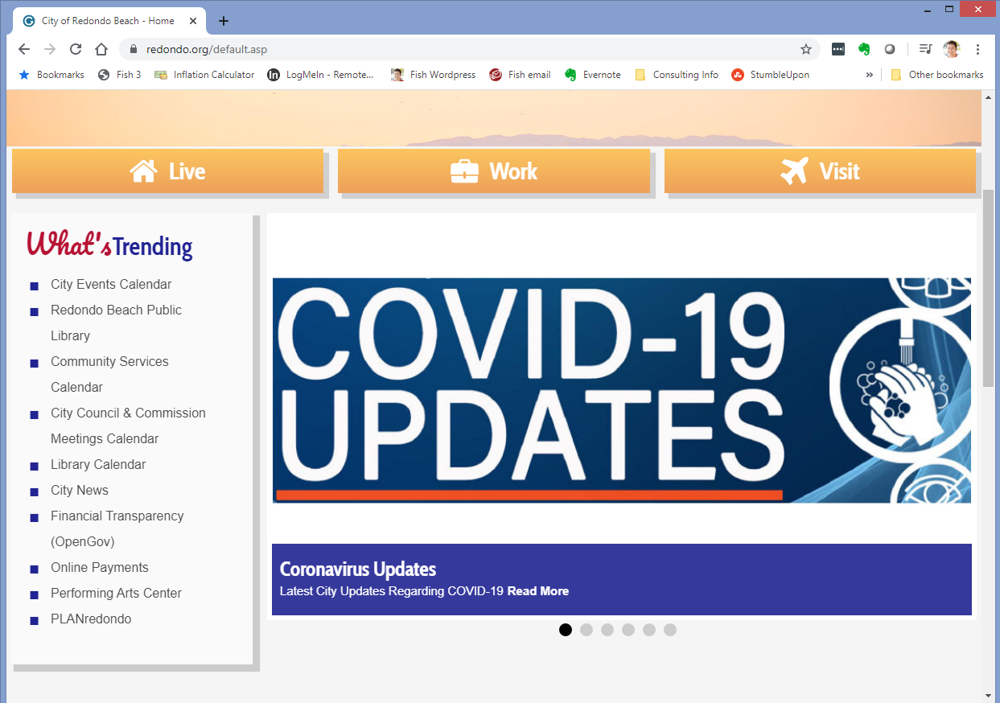 City of Redondo Beach - Home
redondo.org/default.asp
Bookmarks Fish 3 Inflation Calculator LogMeIn - Remote... Fish Wordpress Fish email Evernote Consulting Info StumbleUpon » Other bookmarks
Live Work Visit
What's Trending
City Events Calendar
Redondo Beach Public
Library
Community Services
Calendar
City Council & Commission
Meetings Calendar
Library Calendar
City News
Financial Transparency
(OpenGov)
Online Payments
Performing Arts Center
PLANredondo
COVID-19
UPDATES
Coronavirus Updates
Latest City Updates Regarding COVID-19 Read More